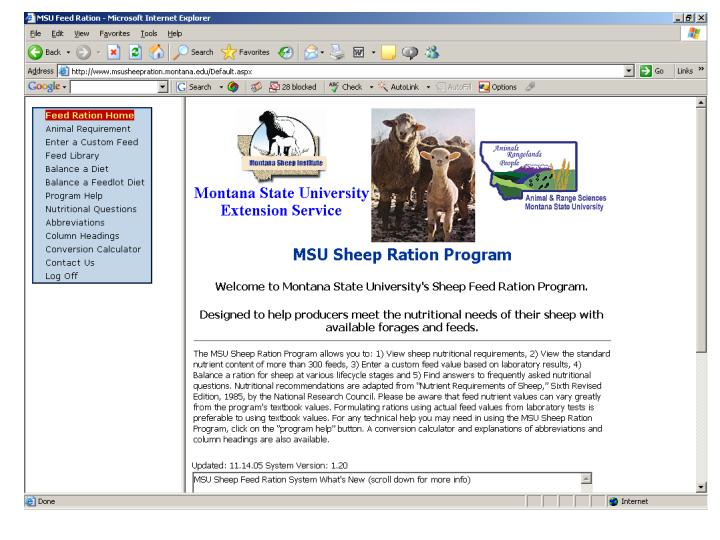 MSU Feed Ration - Microsoft Internet Explorer
File Edit View Favorites Tools Help
Back Search Favorites
Address http://www.msusheepration.montana.edu/Default.aspx Go Links »
Google Search 28 blocked Check AutoLink AutoFill Options
Feed Ration Home
Animal Requirement
Enter a Custom Feed
Feed Library
Balance a Diet
Balance a Feedlot Diet
Program Help
Nutritional Questions
Abbreviations
Column Headings
Conversion Calculator
Contact Us
Log Off
Montana Sheep Institute
Montana State University
Extension Service
Animals
Rangelands
People
Animal & Range Sciences
Montana State University
MSU Sheep Ration Program
Welcome to Montana State University's Sheep Feed Ration Program.
Designed to help producers meet the nutritional needs of their sheep with
available forages and feeds.
The MSU Sheep Ration Program allows you to: 1) View sheep nutritional requirements, 2) View the standard
nutrient content of more than 300 feeds, 3) Enter a custom feed value based on laboratory results, 4)
Balance a ration for sheep at various lifecycle stages and 5) Find answers to frequently asked nutritional
questions. Nutritional recommendations are adapted from "Nutrient Requirements of Sheep," Sixth Revised
Edition, 1985, by the National Research Council. Please be aware that feed nutrient values can vary greatly
from the program's textbook values. Formulating rations using actual feed values from laboratory tests is
preferable to using textbook values. For any technical help you may need in using the MSU Sheep Ration
Program, click on the "program help" button. A conversion calculator and explanations of abbreviations and
column headings are also available.
Updated: 11.14.05 System Version: 1.20
MSU Sheep Feed Ration System What's New (scroll down for more info)
Done Internet